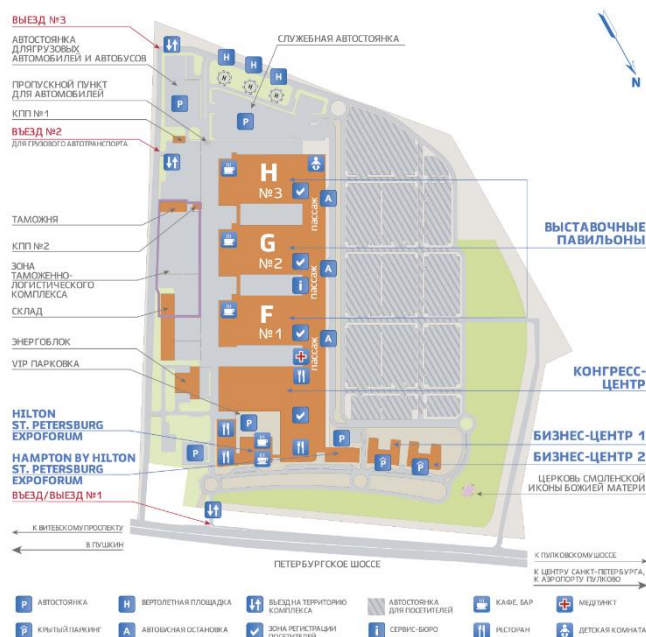 ВЫЕЗД №3
АВТОСТОЯНКА
ДЛЯГРУЗОВЫХ
АВТОМОБИЛЕЙ И АВТОБУСОВ
СЛУЖЕБНАЯ АВТОСТОЯНКА
N
H
H
H
H
H
H
P
P
ПРОПУСКНОЙ ПУНКТ
ДЛЯ АВТОМОБИЛЕЙ
КПП №1
ВЪЕЗД №2
ДЛЯ ГРУЗОВОГО АВТОТРАНСПОРТА
H
№3
ПАССАЖ
A
ТАМОЖНЯ
ВЫСТАВОЧНЫЕ
ПАВИЛЬОНЫ
КПП №2
G
№2
ПАССАЖ
A
i
ЗОНА
ТАМОЖЕННО-
ЛОГИСТИЧЕСКОГО
КОМПЛЕКСА
СКЛАД
F
№1
ПАССАЖ
A
ЭНЕРГОБЛОК
VIP ПАРКОВКА
КОНГРЕСС-
ЦЕНТР
HILTON
ST. PETERSBURG
EXPOFORUM
HAMPTON BY HILTON
ST. PETERSBURG
EXPOFORUM
P
P
P
P
P
БИЗНЕС-ЦЕНТР 1
БИЗНЕС-ЦЕНТР 2
ЦЕРКОВЬ СМОЛЕНСКОЙ
ИКОНЫ БОЖИЕЙ МАТЕРИ
ВЪЕЗД/ВЫЕЗД №1
К ВИТЕБСКОМУ ПРОСПЕКТУ
В ПУШКИН
ПЕТЕРБУРГСКОЕ ШОССЕ
К ПУЛКОВСКОМУ ШОССЕ
К ЦЕНТРУ САНКТ-ПЕТЕРБУРГА,
К АЭРОПОРТУ ПУЛКОВО
P АВТОСТОЯНКА
H ВЕРТОЛЕТНАЯ ПЛОЩАДКА
ВЪЕЗД НА ТЕРРИТОРИЮ
КОМПЛЕКСА
АВТОСТОЯНКА
ДЛЯ ПОСЕТИТЕЛЕЙ
КАФЕ, БАР
МЕДПУНКТ
P КРЫТЫЙ ПАРКИНГ
A АВТОБУСНАЯ ОСТАНОВКА
ЗОНА РЕГИСТРАЦИИ
ПОСЕТИТЕЛЕЙ
i СЕРВИС-БЮРО
РЕСТОРАН
ДЕТСКАЯ КОМНАТА